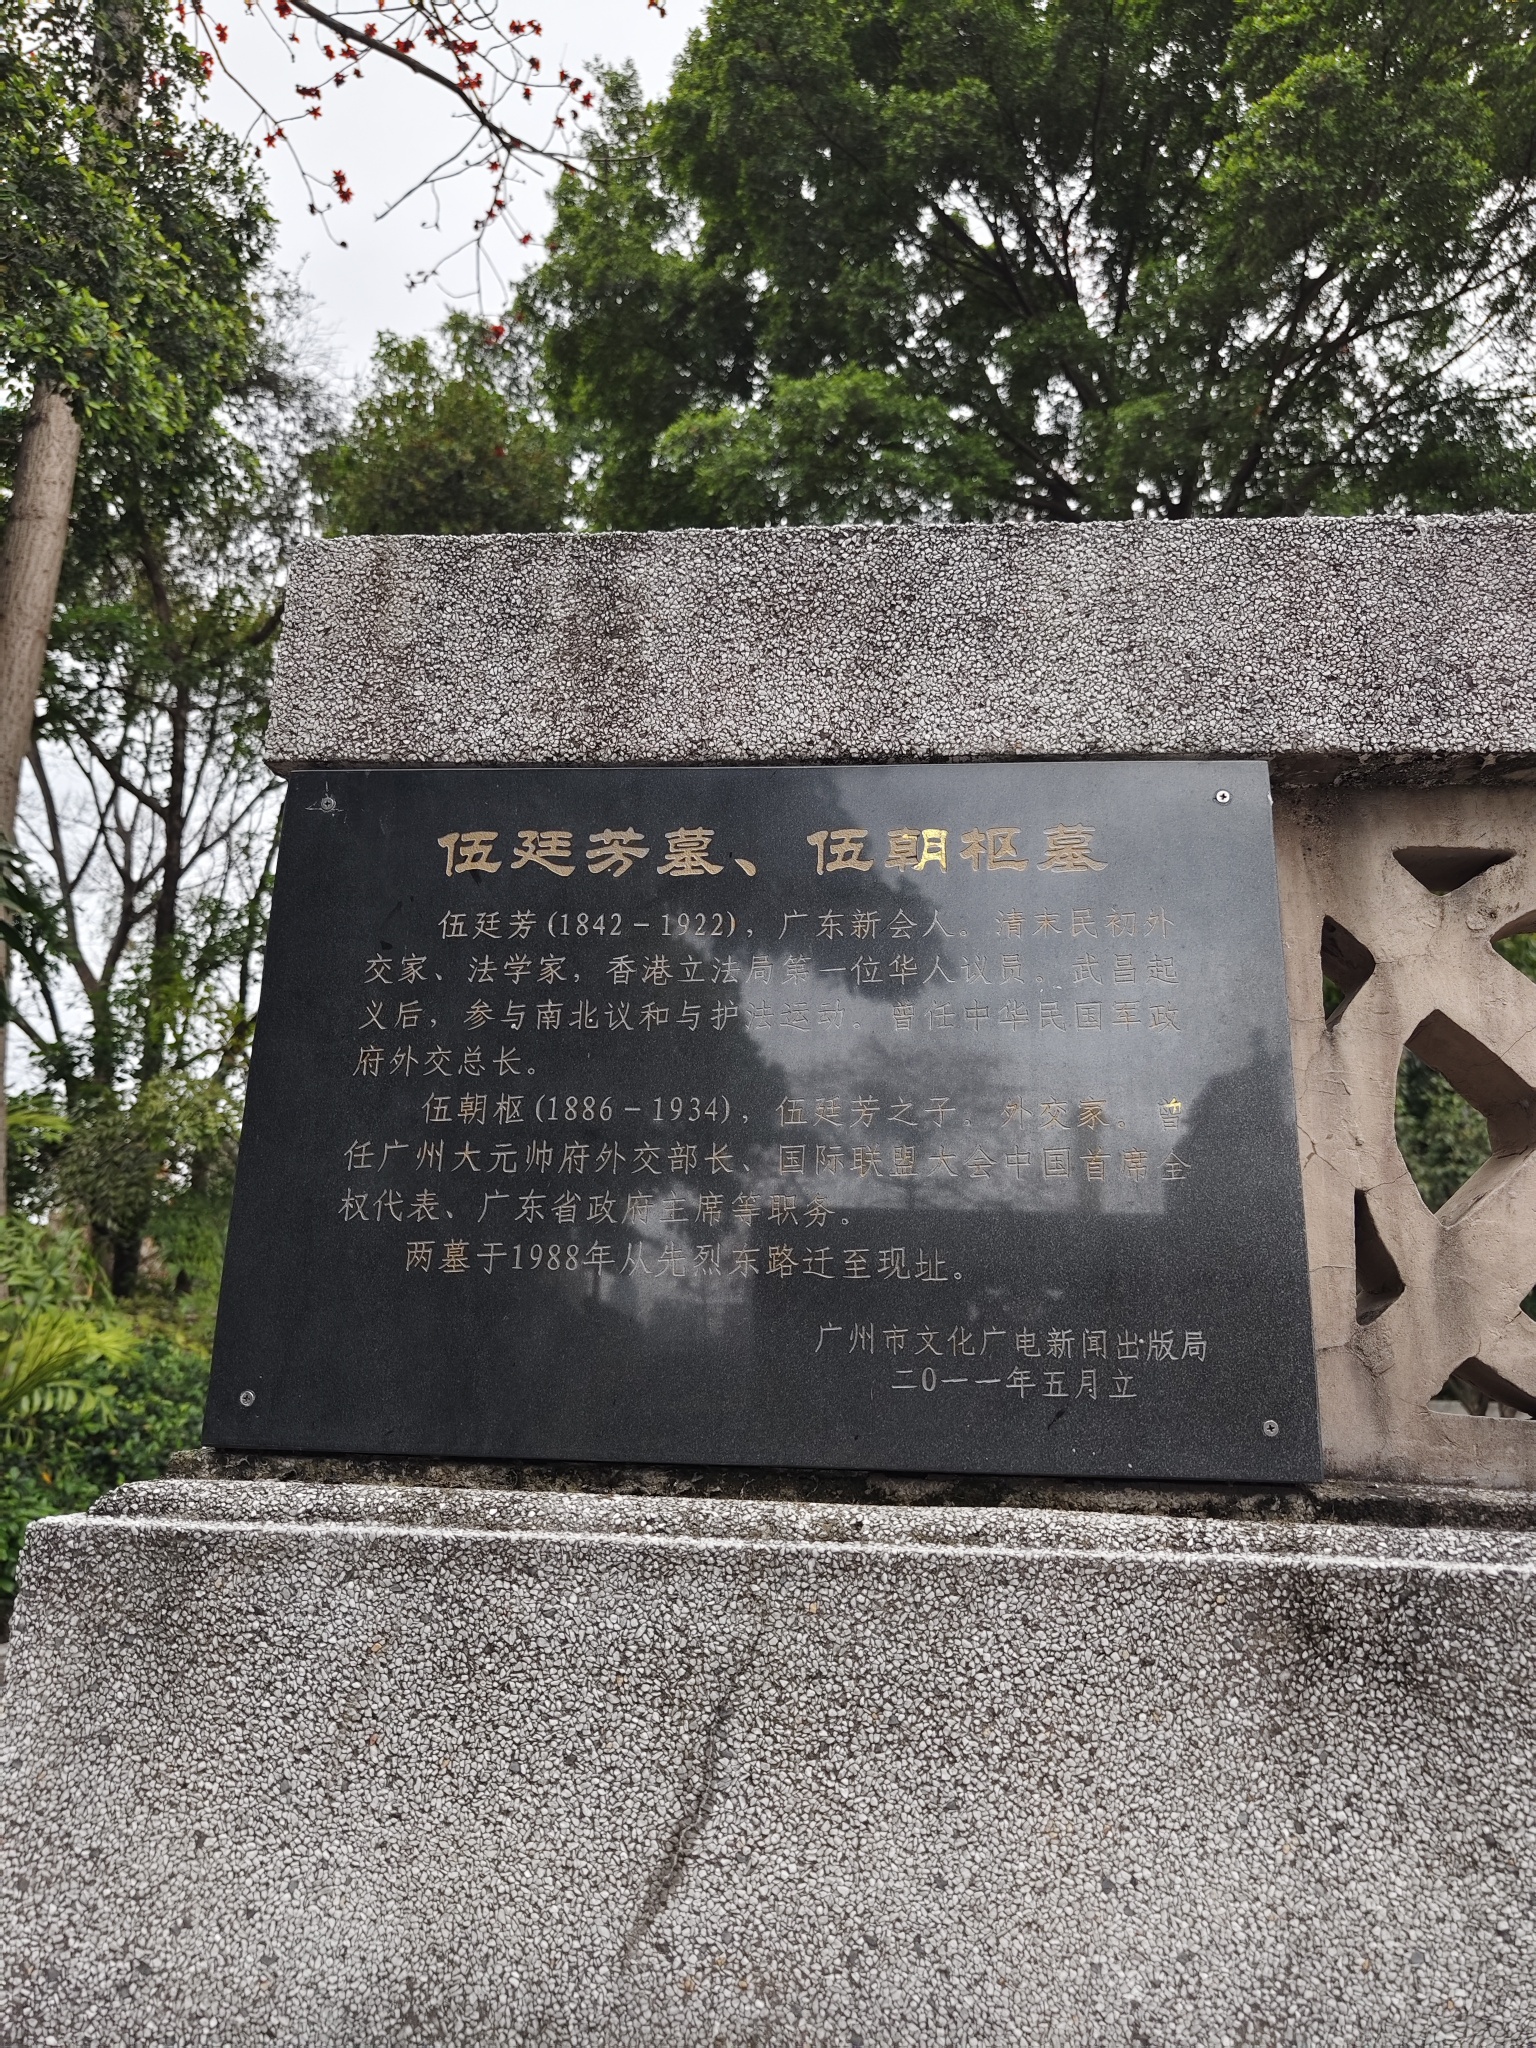 伍廷芳墓、伍朝枢墓
伍廷芳(1842-1922)，广东新会人。清末民初外
交家、法学家，香港立法局第一位华人议员。武昌起
义后，参与南北议和与护法运动。曾任中华民国军政
府外交总长。
伍朝枢(1886-1934)，伍廷芳之子。外交家。曾
任广州大元帅府外交部长、国际联盟大会中国首席全
权代表、广东省政府主席等职务。
两墓于1988年从先烈东路迁至现址。
广州市文化广电新闻出版局
二0一一年五月立